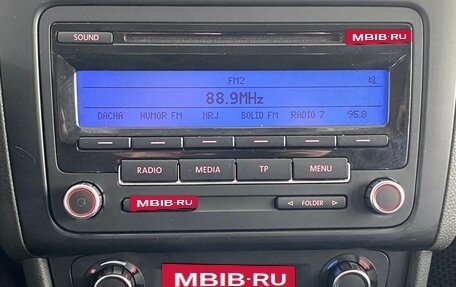 SOUND
MBIB·RU
FM2
88.9MHz
DACHA HUMOR FM NRJ BOLID FM RADIO 7 95.8
RADIO MEDIA TP MENU
MBIB·RU
◁ FOLDER ▷
MBIB·RU